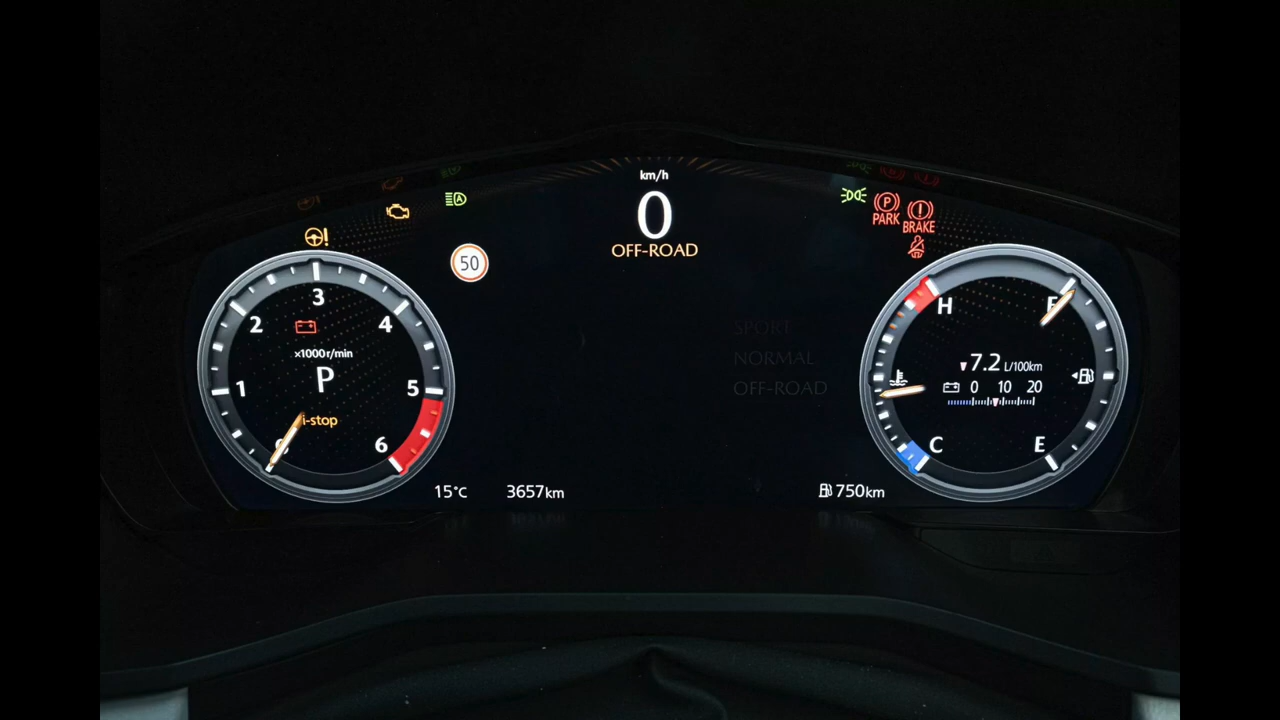 km/h
0
OFF-ROAD
50
PARK
BRAKE
3
2
4
×1000r/min
1
P
5
i-stop
6
H
F
7.2 L/100km
0 10 20
C
E
SPORT
NORMAL
OFF-ROAD
15°C
3657km
750km